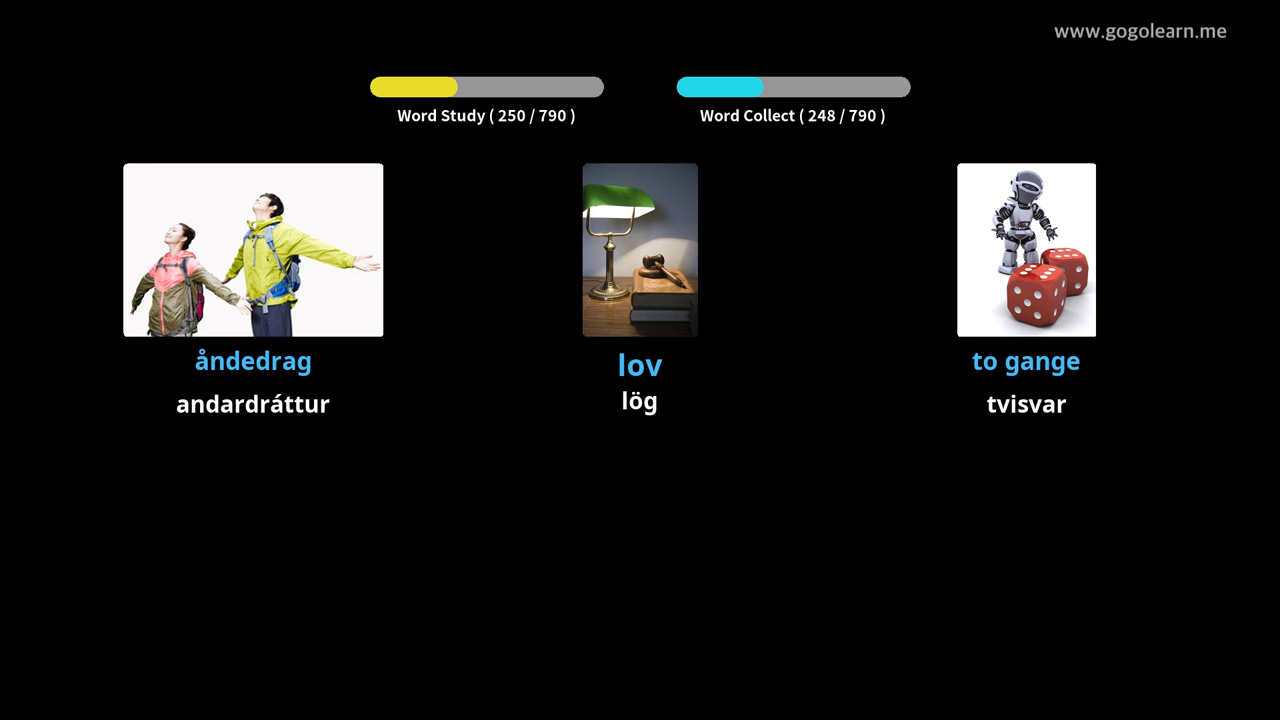 www.gogolearn.me
Word Study ( 250 / 790 )
Word Collect ( 248 / 790 )
åndedrag
lov
to gange
andardráttur
lög
tvisvar